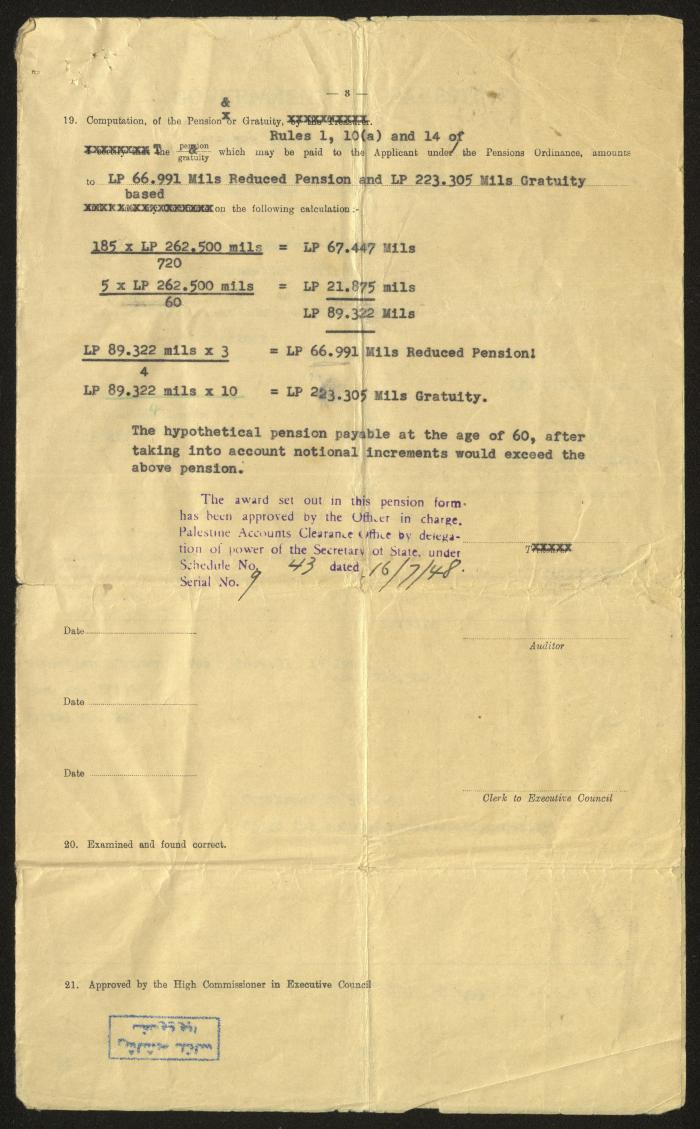 — 3 —
&
19. Computation, of the Pension or Gratuity, by the Treasurer.
Rules 1, 10(a) and 14 of
I certify that The pension & gratuity which may be paid to the Applicant under the Pensions Ordinance, amounts
to LP 66.991 Mils Reduced Pension and LP 223.305 Mils Gratuity
based
on the following calculation :-
185 x LP 262.500 mils = LP 67.447 Mils
720
5 x LP 262.500 mils = LP 21.875 mils
60
LP 89.322 Mils
LP 89.322 mils x 3 = LP 66.991 Mils Reduced Pension!
4
LP 89.322 mils x 10 = LP 223.305 Mils Gratuity.
4
The hypothetical pension payable at the age of 60, after
taking into account notional increments would exceed the
above pension.
The award set out in this pension form
has been approved by the Officer in charge,
Palestine Accounts Clearance Office by delega-
tion of power of the Secretary of State, under
Schedule No. 43 dated 16/7/48.
Serial No. 9
Treasurer
Date
Auditor
Date
Date
Clerk to Executive Council
20. Examined and found correct.
21. Approved by the High Commissioner in Executive Council